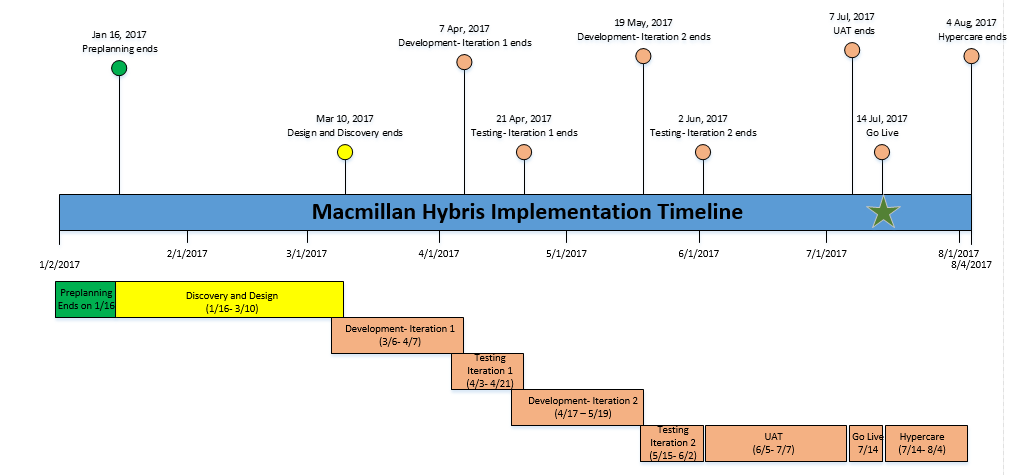 Jan 16, 2017
Preplanning ends
7 Apr, 2017
Development- Iteration 1 ends
19 May, 2017
Development- Iteration 2 ends
7 Jul, 2017
UAT ends
4 Aug, 2017
Hypercare ends
Mar 10, 2017
Design and Discovery ends
21 Apr, 2017
Testing- Iteration 1 ends
2 Jun, 2017
Testing- Iteration 2 ends
14 Jul, 2017
Go Live
Macmillan Hybris Implementation Timeline
1/2/2017
2/1/2017
3/1/2017
4/1/2017
5/1/2017
6/1/2017
7/1/2017
8/1/2017
8/4/2017
Preplanning
Ends on 1/16
Discovery and Design
(1/16- 3/10)
Development- Iteration 1
(3/6- 4/7)
Testing
Iteration 1
(4/3- 4/21)
Development- Iteration 2
(4/17 – 5/19)
Testing
Iteration 2
(5/15- 6/2)
UAT
(6/5- 7/7)
Go Live
7/14
Hypercare
(7/14- 8/4)